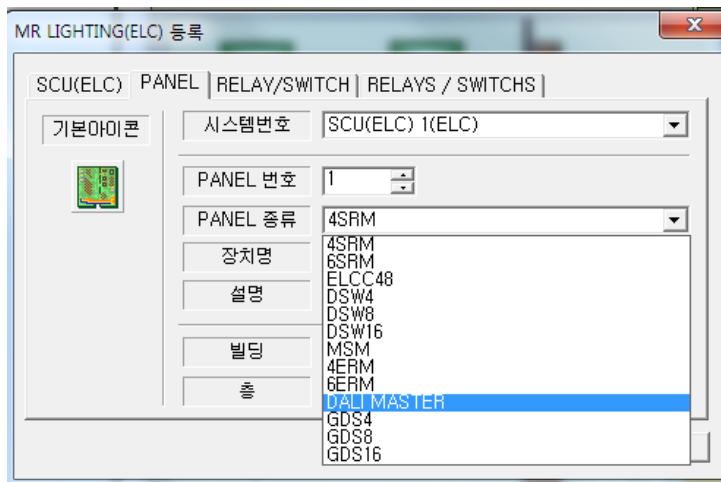 MR LIGHTING(ELC) 등록
SCU(ELC) PANEL RELAY/SWITCH RELAYS / SWITCHS
기본아이콘
시스템번호 SCU(ELC) 1(ELC)
PANEL 번호 1
PANEL 종류 4SRM
장치명
설명
빌딩
층
4SRM
6SRM
ELCC48
DSW4
DSW8
DSW16
MSM
4ERM
6ERM
DALI MASTER
GDS4
GDS8
GDS16